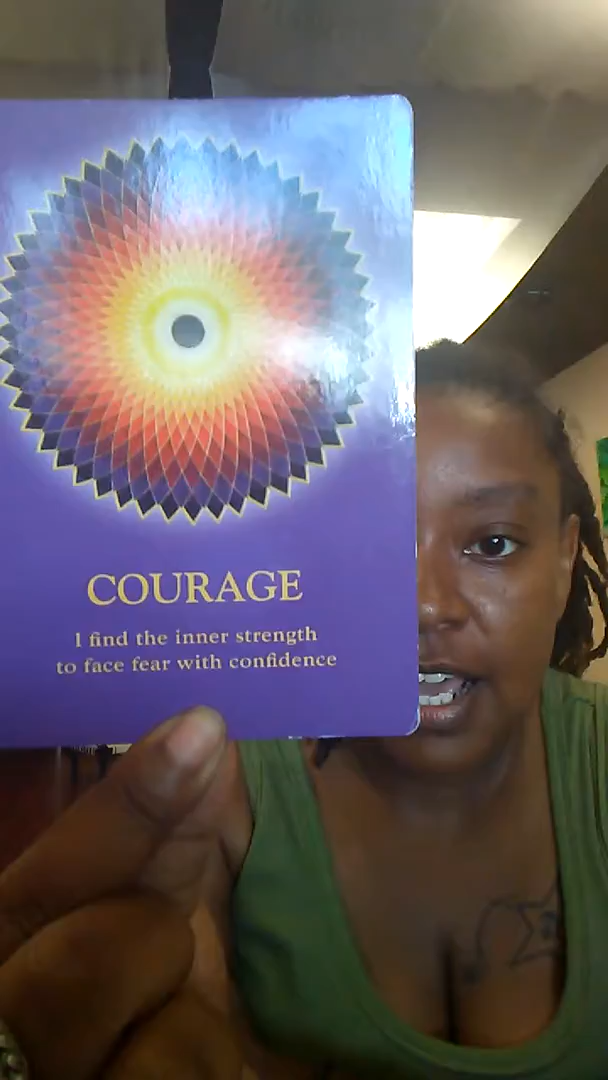 COURAGE
I find the inner strength
to face fear with confidence